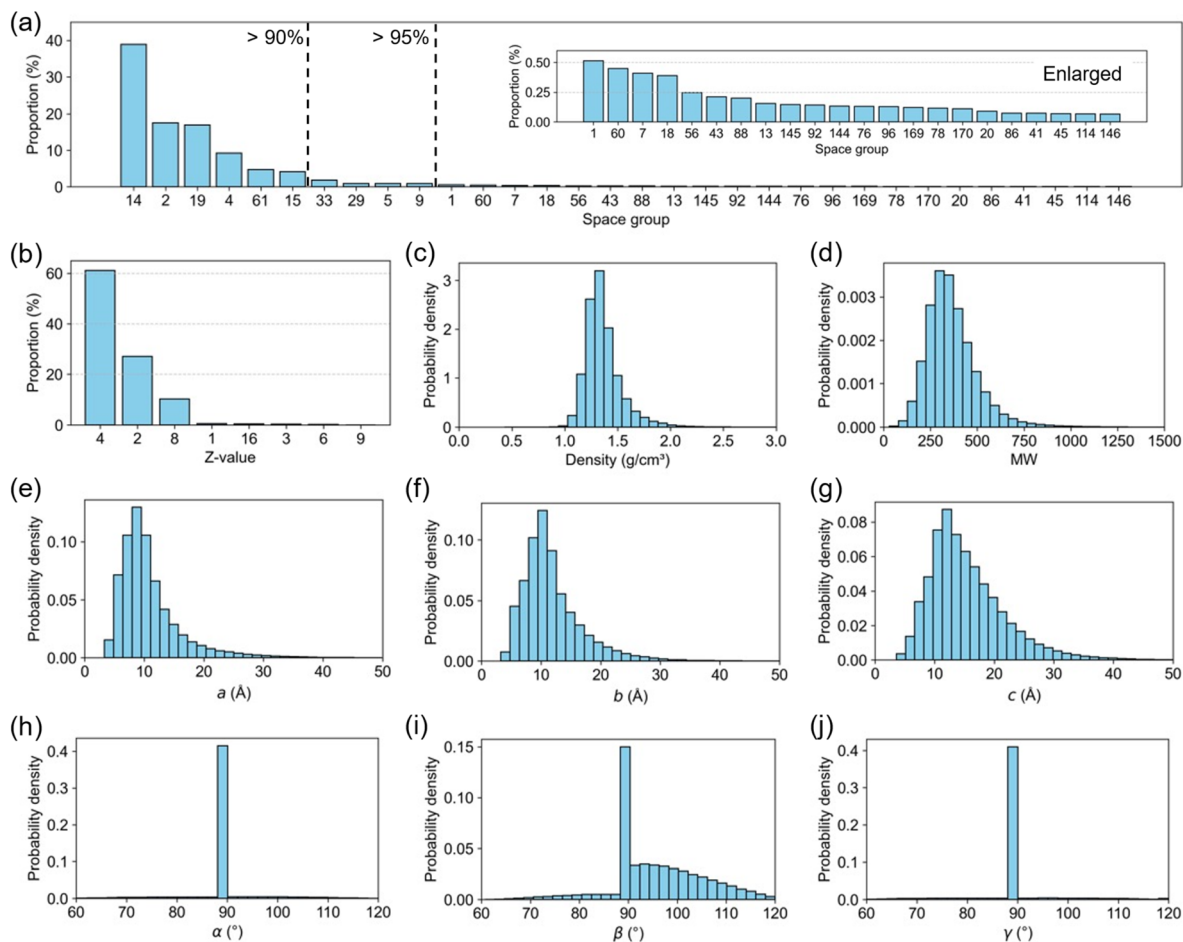 (a)
Proportion (%)
40
30
20
10
0
> 90%
> 95%
14 2 19 4 61 15 33 29 5 9 1 60 7 18 56 43 88 13 145 92 144 76 96 169 78 170 20 86 41 45 114 146
Space group
Proportion (%)
0.50
0.25
0.00
Enlarged
1 60 7 18 56 43 88 13 145 92 144 76 96 169 78 170 20 86 41 45 114 146
Space group
(b)
Proportion (%)
60
40
20
0
4 2 8 1 16 3 6 9
Z-value
(c)
Probability density
3
2
1
0
0.0 0.5 1.0 1.5 2.0 2.5 3.0
Density (g/cm³)
(d)
Probability density
0.003
0.002
0.001
0.000
0 250 500 750 1000 1250 1500
MW
(e)
Probability density
0.10
0.05
0.00
0 10 20 30 40 50
a (Å)
(f)
Probability density
0.10
0.05
0.00
0 10 20 30 40 50
b (Å)
(g)
Probability density
0.08
0.06
0.04
0.02
0.00
0 10 20 30 40 50
c (Å)
(h)
Probability density
0.4
0.3
0.2
0.1
0.0
60 70 80 90 100 110 120
α (°)
(i)
Probability density
0.15
0.10
0.05
0.00
60 70 80 90 100 110 120
β (°)
(j)
Probability density
0.4
0.3
0.2
0.1
0.0
60 70 80 90 100 110 120
γ (°)